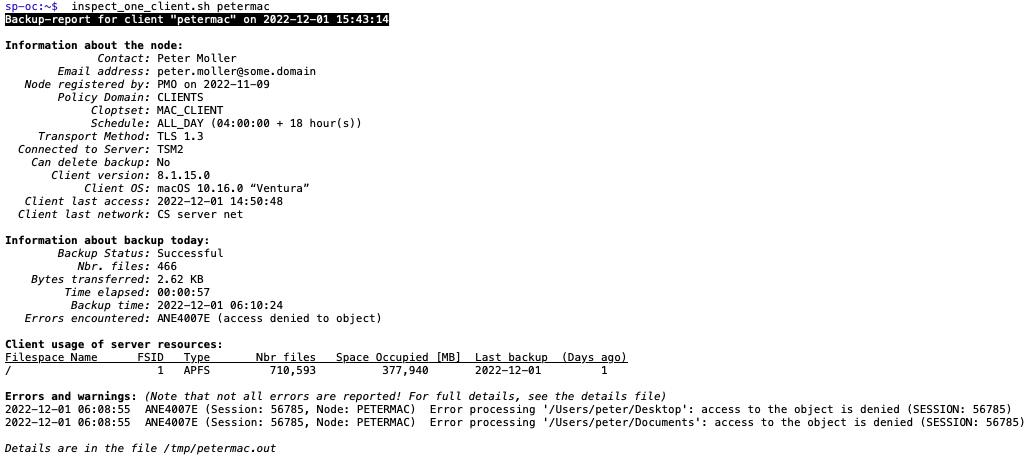 sp-oc:~$ inspect_one_client.sh petermac
Backup-report for client "petermac" on 2022-12-01 15:43:14
Information about the node:
Contact: Peter Moller
Email address: peter.moller@some.domain
Node registered by: PMO on 2022-11-09
Policy Domain: CLIENTS
Cloptset: MAC_CLIENT
Schedule: ALL_DAY (04:00:00 + 18 hour(s))
Transport Method: TLS 1.3
Connected to Server: TSM2
Can delete backup: No
Client version: 8.1.15.0
Client OS: macOS 10.16.0 “Ventura”
Client last access: 2022-12-01 14:50:48
Client last network: CS server net
Information about backup today:
Backup Status: Successful
Nbr. files: 466
Bytes transferred: 2.62 KB
Time elapsed: 00:00:57
Backup time: 2022-12-01 06:10:24
Errors encountered: ANE4007E (access denied to object)
Client usage of server resources:
Filespace Name FSID Type Nbr files Space Occupied [MB] Last backup (Days ago)
/ 1 APFS 710,593 377,940 2022-12-01 1
Errors and warnings: (Note that not all errors are reported! For full details, see the details file)
2022-12-01 06:08:55 ANE4007E (Session: 56785, Node: PETERMAC) Error processing '/Users/peter/Desktop': access to the object is denied (SESSION: 56785)
2022-12-01 06:08:55 ANE4007E (Session: 56785, Node: PETERMAC) Error processing '/Users/peter/Documents': access to the object is denied (SESSION: 56785)
Details are in the file /tmp/petermac.out